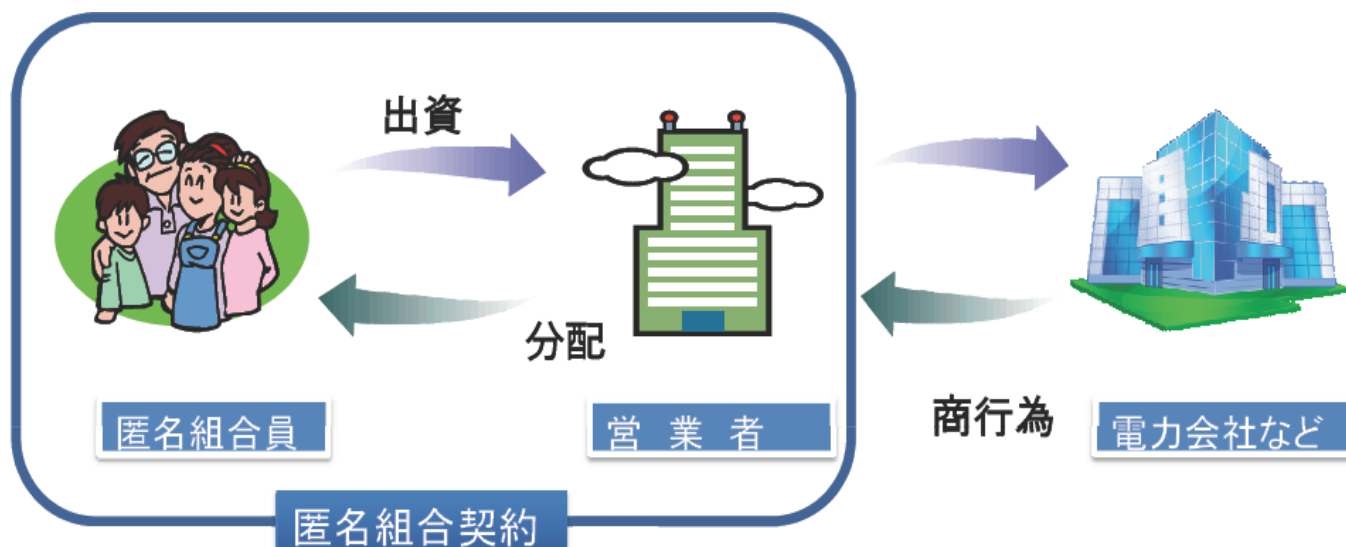 出資
分配
匿名組合員
営業者
商行為
電力会社など
匿名組合契約